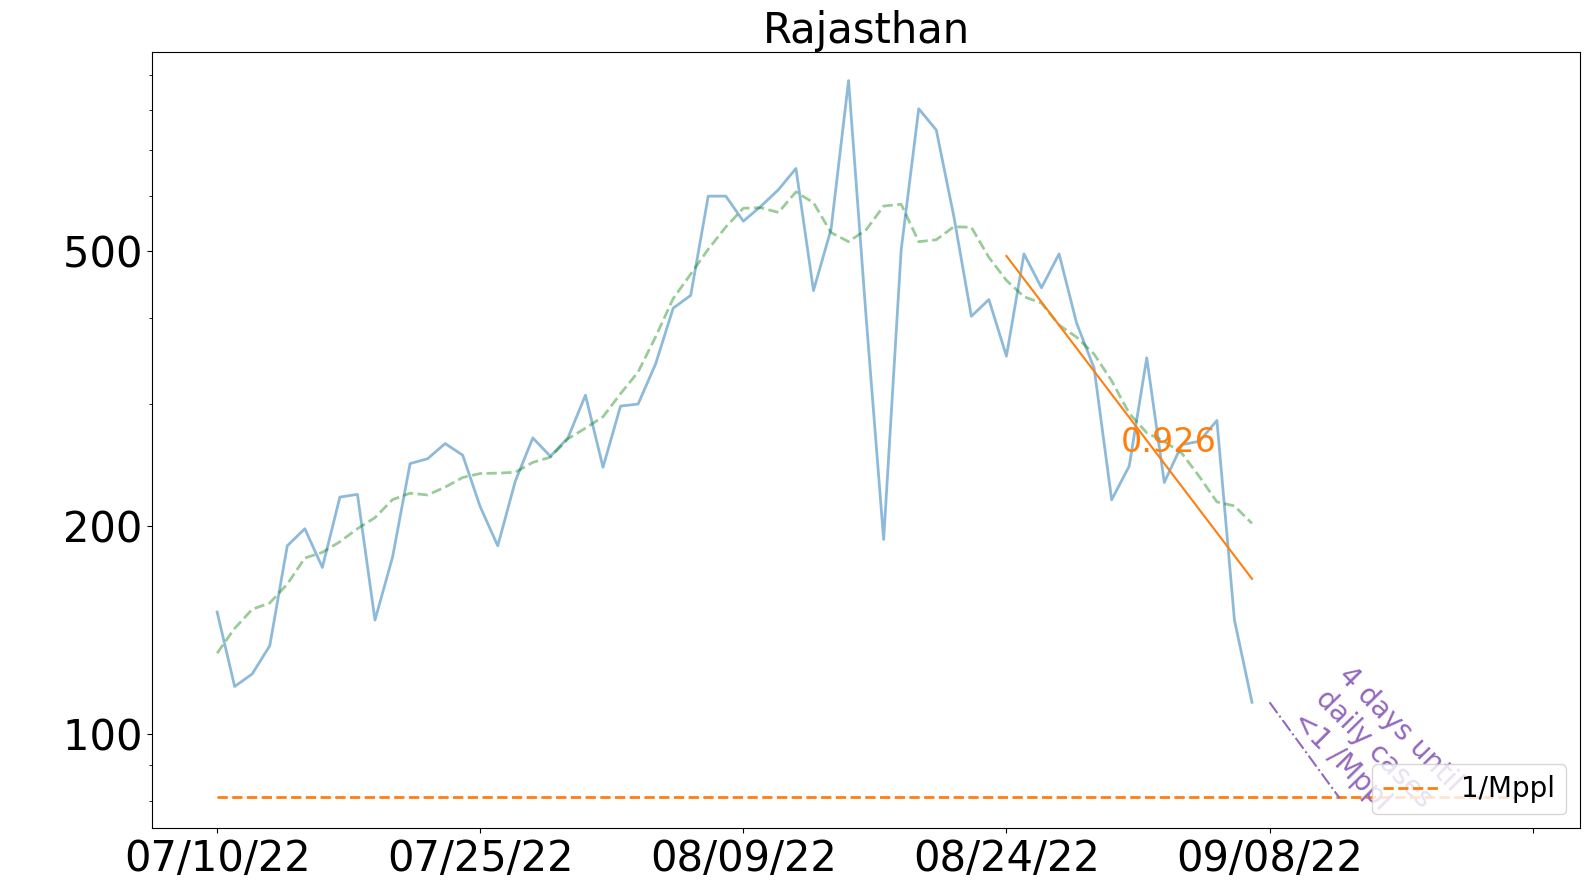 Rajasthan
500
200
100
0.926
4 days until
daily cases
<1 /Mppl
1/Mppl
07/10/22
07/25/22
08/09/22
08/24/22
09/08/22